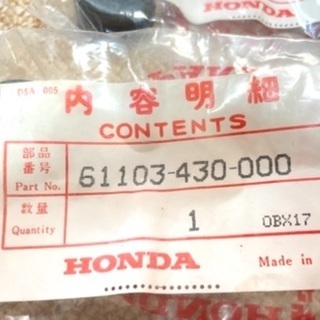 HONDA
DSA 005
内容明細
CONTENTS
部品
番号
Part No.
61103-430-000
数量
Quantity
1
OBX17
HONDA
Made in